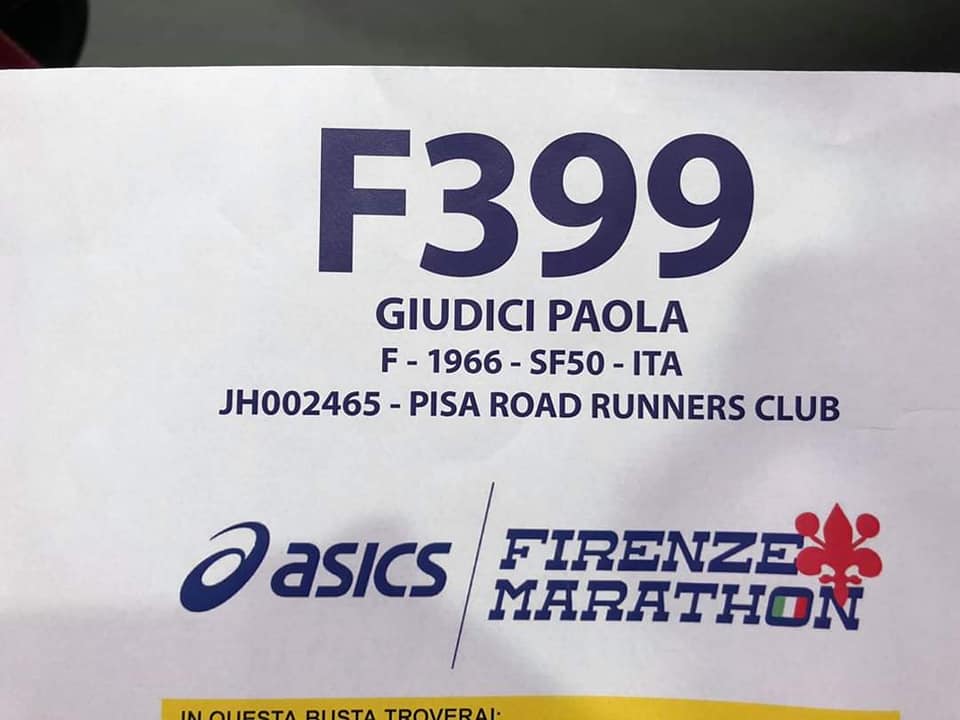 F399
GIUDICI PAOLA
F - 1966 - SF50 - ITA
JH002465 - PISA ROAD RUNNERS CLUB
asics
FIRENZE
MARATHON
IN QUESTA BUSTA TROVERAI: